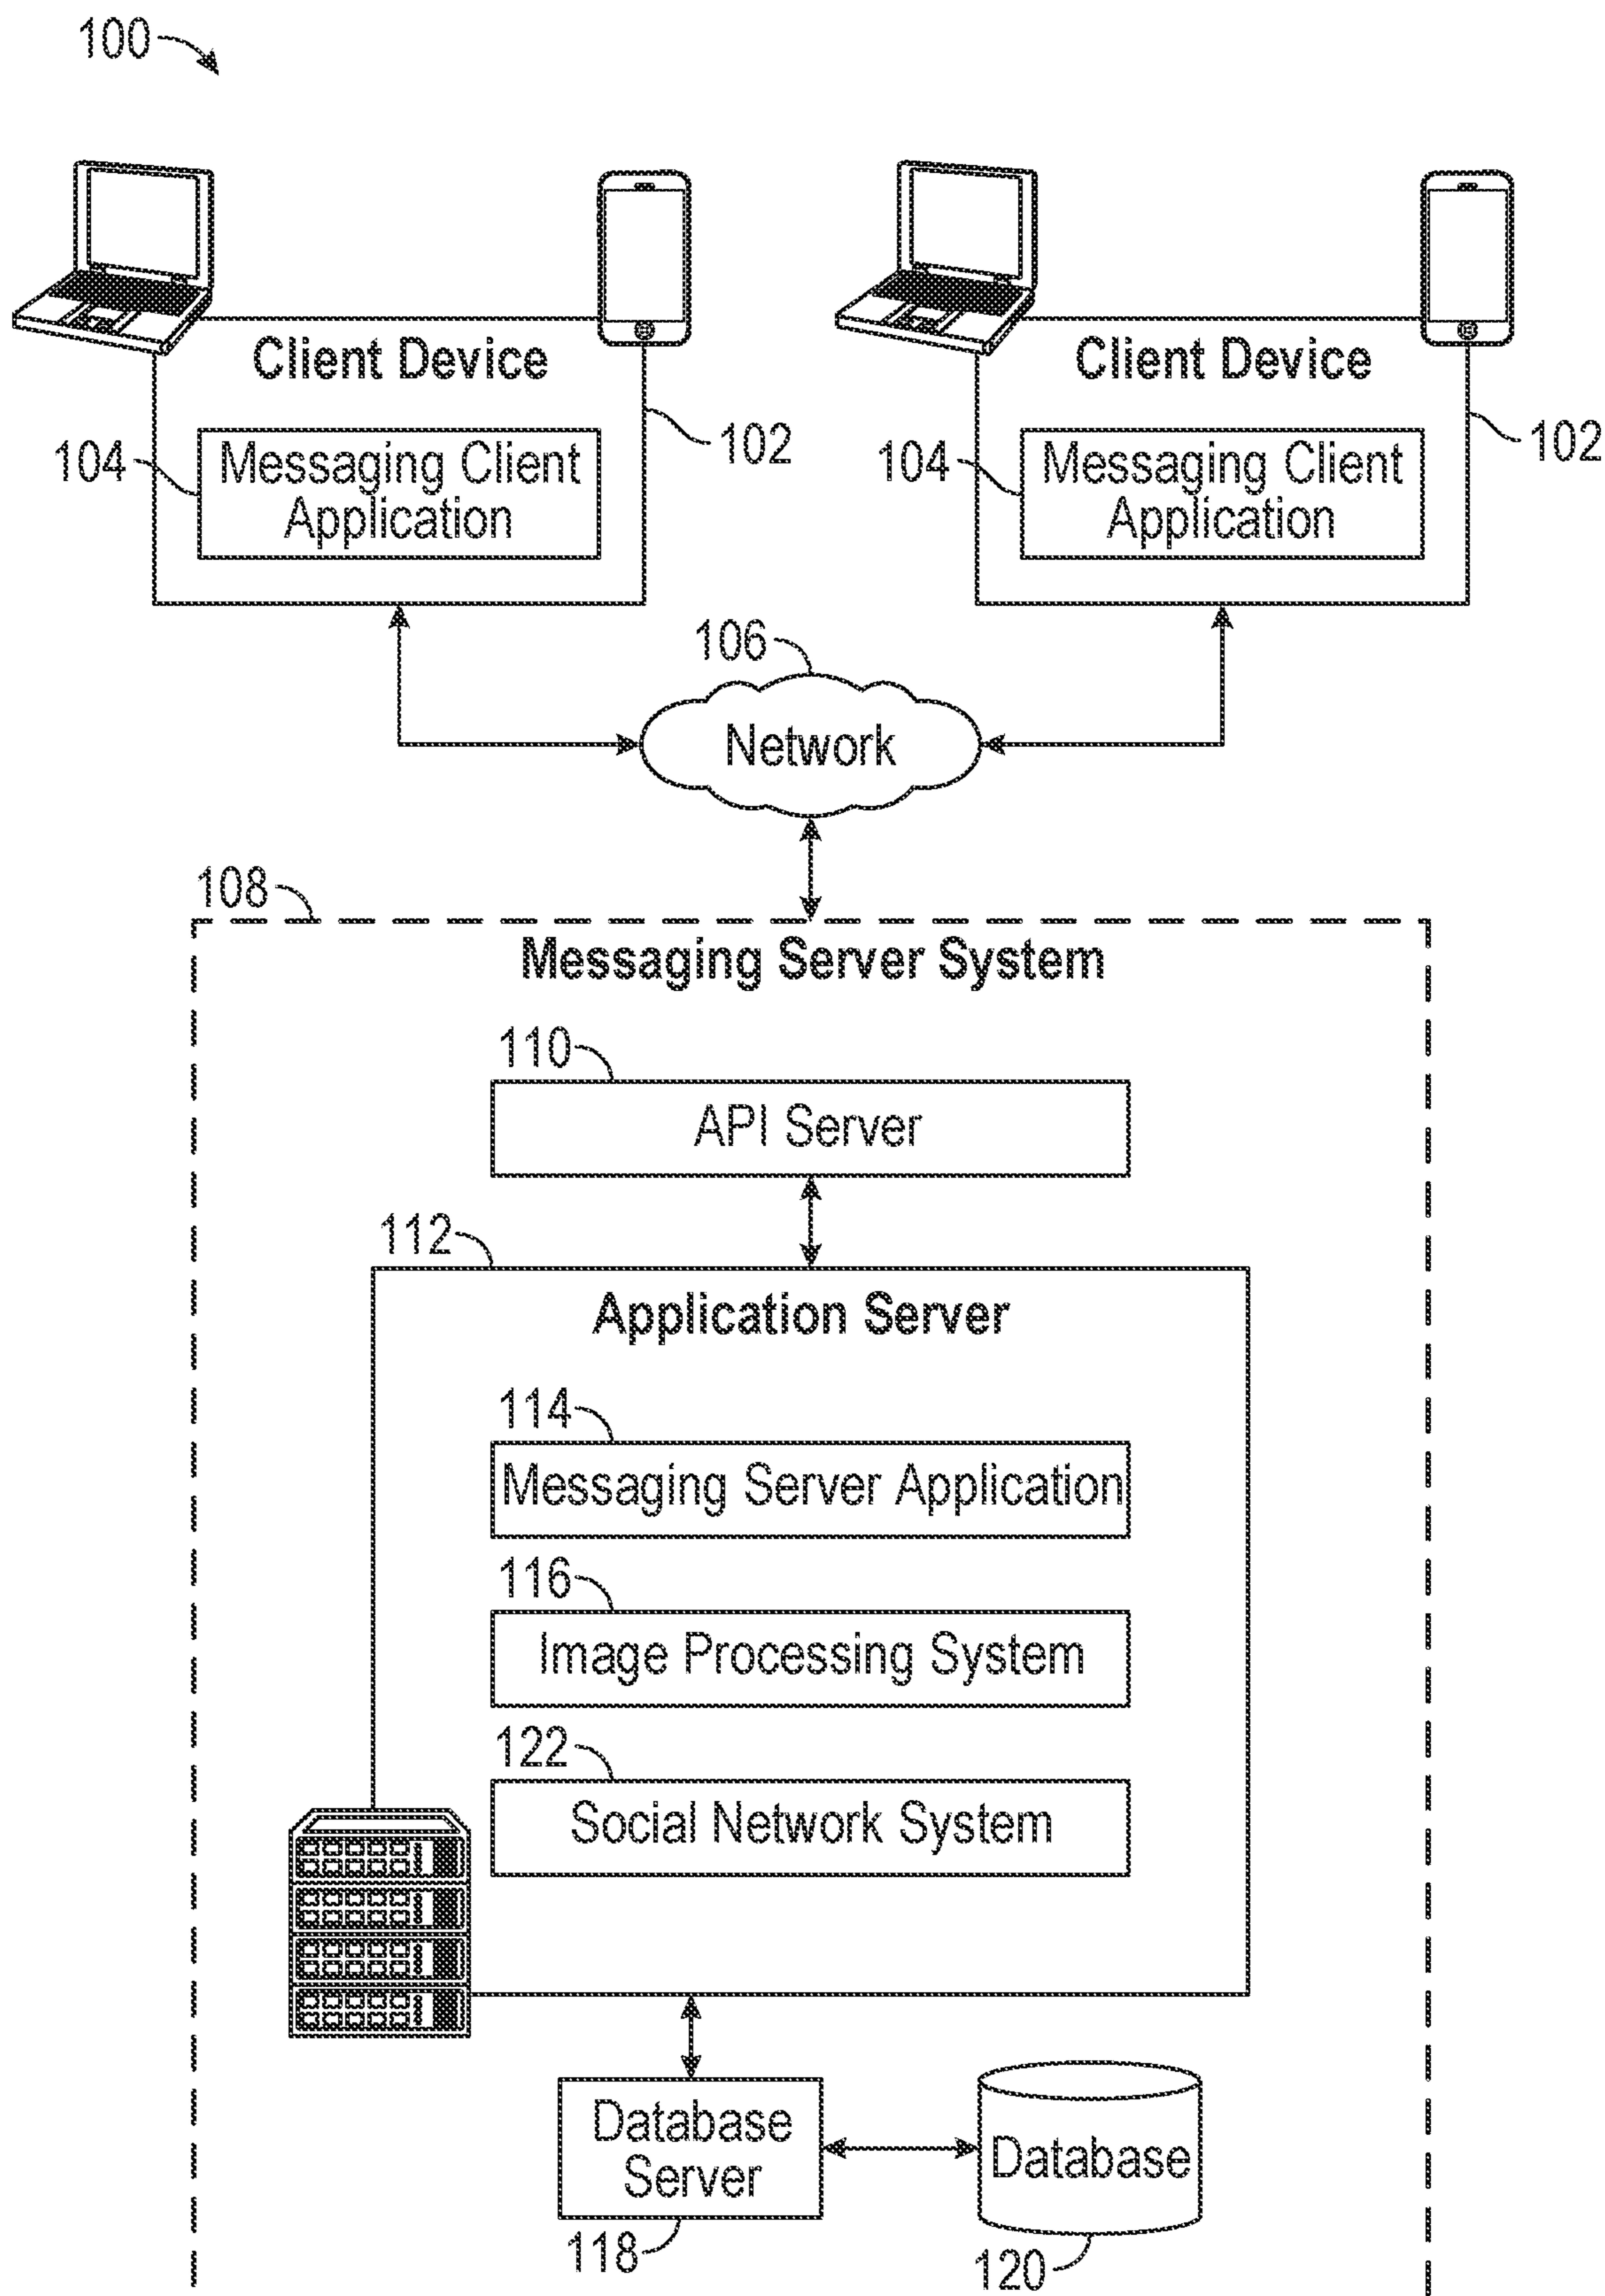 100
Client Device
102
104
Messaging Client
Application
Client Device
102
104
Messaging Client
Application
106
Network
108
Messaging Server System
110
API Server
112
Application Server
114
Messaging Server Application
116
Image Processing System
122
Social Network System
Database
Server
118
Database
120